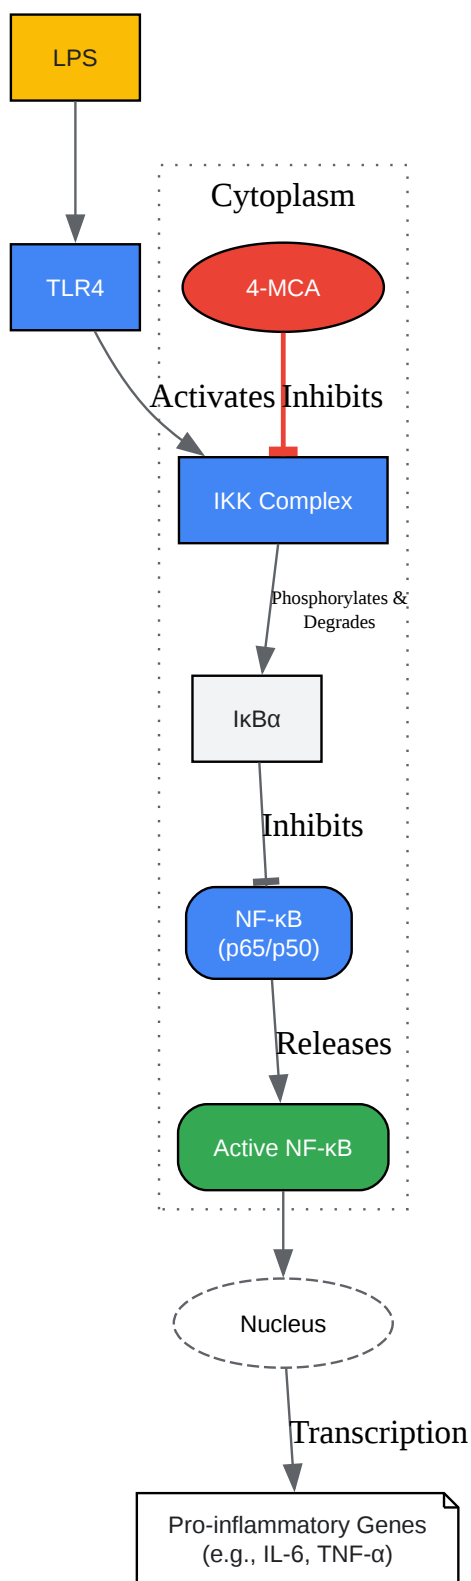 LPS
Cytoplasm
TLR4
4-MCA
Activates
Inhibits
IKK Complex
Phosphorylates &
Degrades
IκBα
Inhibits
NF-κB
(p65/p50)
Releases
Active NF-κB
Nucleus
Transcription
Pro-inflammatory Genes
(e.g., IL-6, TNF-α)